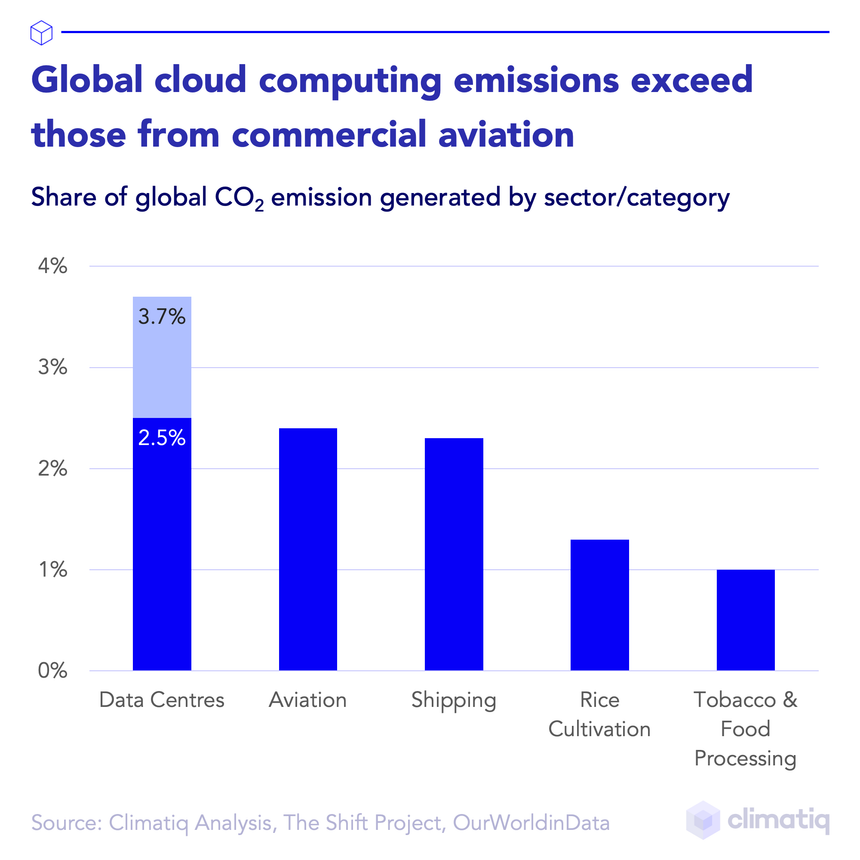 Global cloud computing emissions exceed
those from commercial aviation
Share of global CO₂ emission generated by sector/category
4%
3%
2%
1%
0%
3.7%
2.5%
Data Centres
Aviation
Shipping
Rice
Cultivation
Tobacco &
Food
Processing
Source: Climatiq Analysis, The Shift Project, OurWorldinData
climatiq